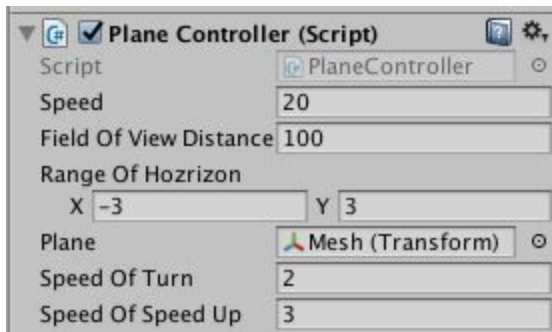 Plane Controller (Script)
Script PlaneController
Speed 20
Field Of View Distance 100
Range Of Hozrizon
X -3 Y 3
Plane Mesh (Transform)
Speed Of Turn 2
Speed Of Speed Up 3